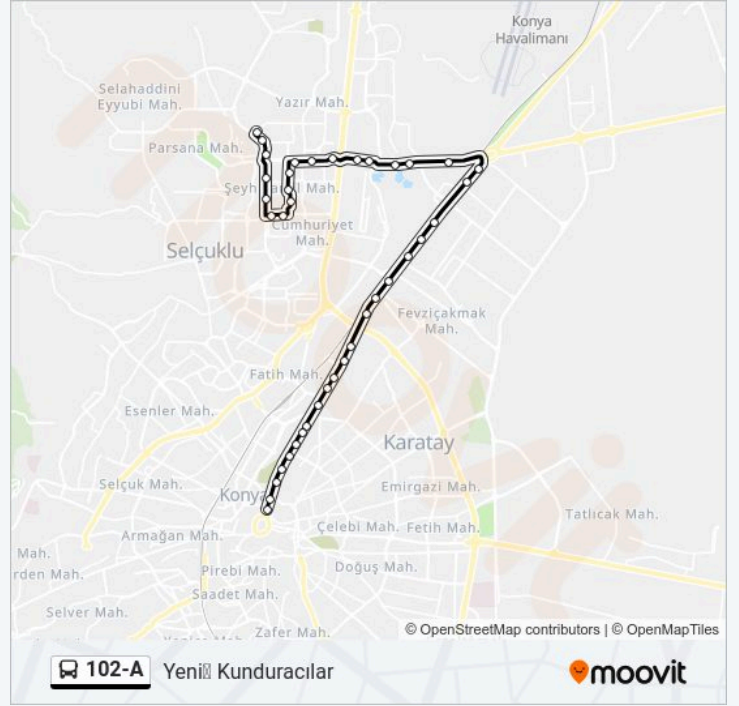 Konya
Havalimanı
Selahaddini
Eyyubi Mah.
Yazır Mah.
Parsana Mah.
Mah.
Cumhuriyet
Mah.
Selçuklu
Fevziçakmak
Mah.
Fatih Mah.
Esenler Mah.
Karatay
Selçuk Mah.
Konya
Emirgazi Mah.
Tatlıcak Mah.
Çelebi Mah.
Fetih Mah.
Armağan Mah.
Mah.
rden Mah.
Pirebi Mah.
Doğuş Mah.
Saadet Mah.
Selver Mah.
Zafer Mah.
© OpenStreetMap contributors | © OpenMapTiles
102-A Yeni▯ Kunduracılar
moovit